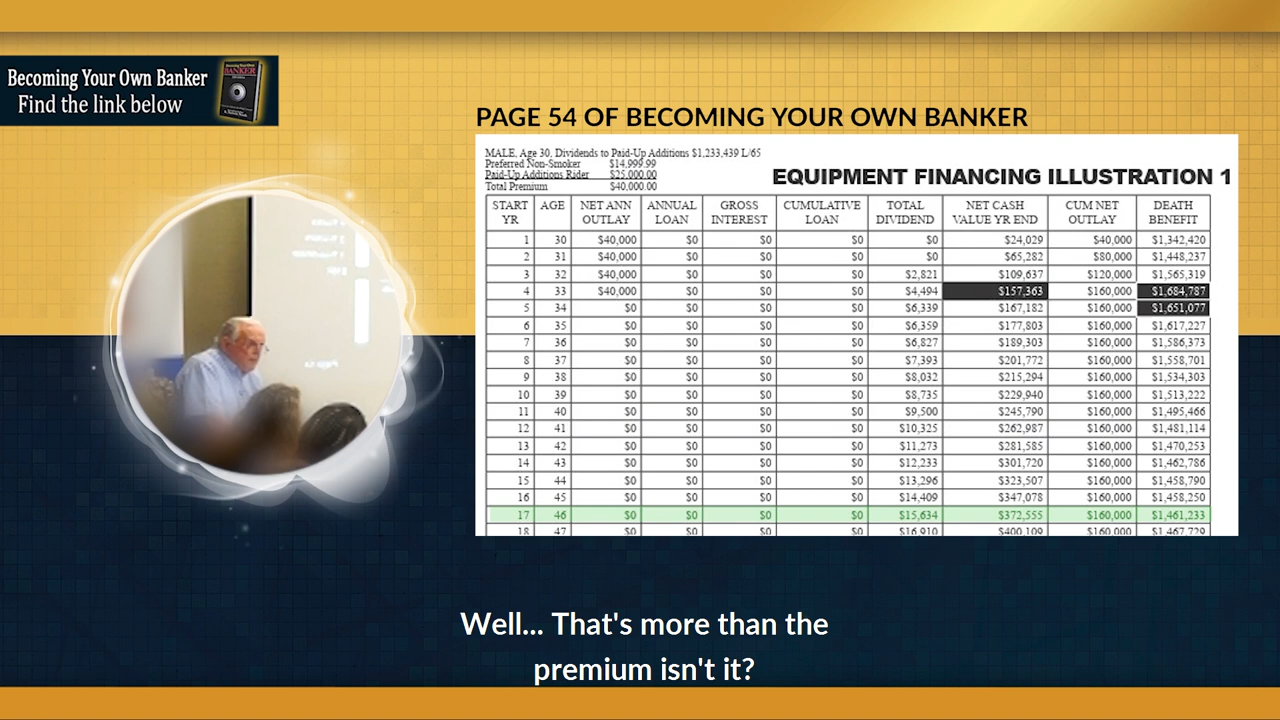 Becoming Your Own Banker
Find the link below
PAGE 54 OF BECOMING YOUR OWN BANKER
MALE, Age 30, Dividends to Paid-Up Additions $1,233,439 L/65
Preferred Non-Smoker $14,999.99
Paid-Up Additions Rider $25,000.00
Total Premium $40,000.00
EQUIPMENT FINANCING ILLUSTRATION 1
START YR AGE NET ANN OUTLAY ANNUAL LOAN GROSS INTEREST CUMULATIVE LOAN TOTAL DIVIDEND NET CASH VALUE YR END CUM NET OUTLAY DEATH BENEFIT
1 30 $40,000 $0 $0 $0 $0 $24,029 $40,000 $1,342,420
2 31 $40,000 $0 $0 $0 $0 $65,282 $80,000 $1,448,237
3 32 $40,000 $0 $0 $0 $2,821 $109,637 $120,000 $1,565,319
4 33 $40,000 $0 $0 $0 $4,494 $157,363 $160,000 $1,684,787
5 34 $0 $0 $0 $0 $6,339 $167,182 $160,000 $1,651,077
6 35 $0 $0 $0 $0 $6,359 $177,803 $160,000 $1,617,227
7 36 $0 $0 $0 $0 $6,827 $189,303 $160,000 $1,586,373
8 37 $0 $0 $0 $0 $7,393 $201,772 $160,000 $1,558,701
9 38 $0 $0 $0 $0 $8,032 $215,294 $160,000 $1,534,303
10 39 $0 $0 $0 $0 $8,735 $229,940 $160,000 $1,513,222
11 40 $0 $0 $0 $0 $9,500 $245,790 $160,000 $1,495,466
12 41 $0 $0 $0 $0 $10,325 $262,987 $160,000 $1,481,114
13 42 $0 $0 $0 $0 $11,273 $281,585 $160,000 $1,470,253
14 43 $0 $0 $0 $0 $12,233 $301,720 $160,000 $1,462,786
15 44 $0 $0 $0 $0 $13,296 $323,507 $160,000 $1,458,790
16 45 $0 $0 $0 $0 $14,409 $347,078 $160,000 $1,458,250
17 46 $0 $0 $0 $0 $15,634 $372,555 $160,000 $1,461,233
18 47 $0 $0 $0 $0 $16,910 $400,109 $160,000 $1,467,729
Well... That's more than the
premium isn't it?